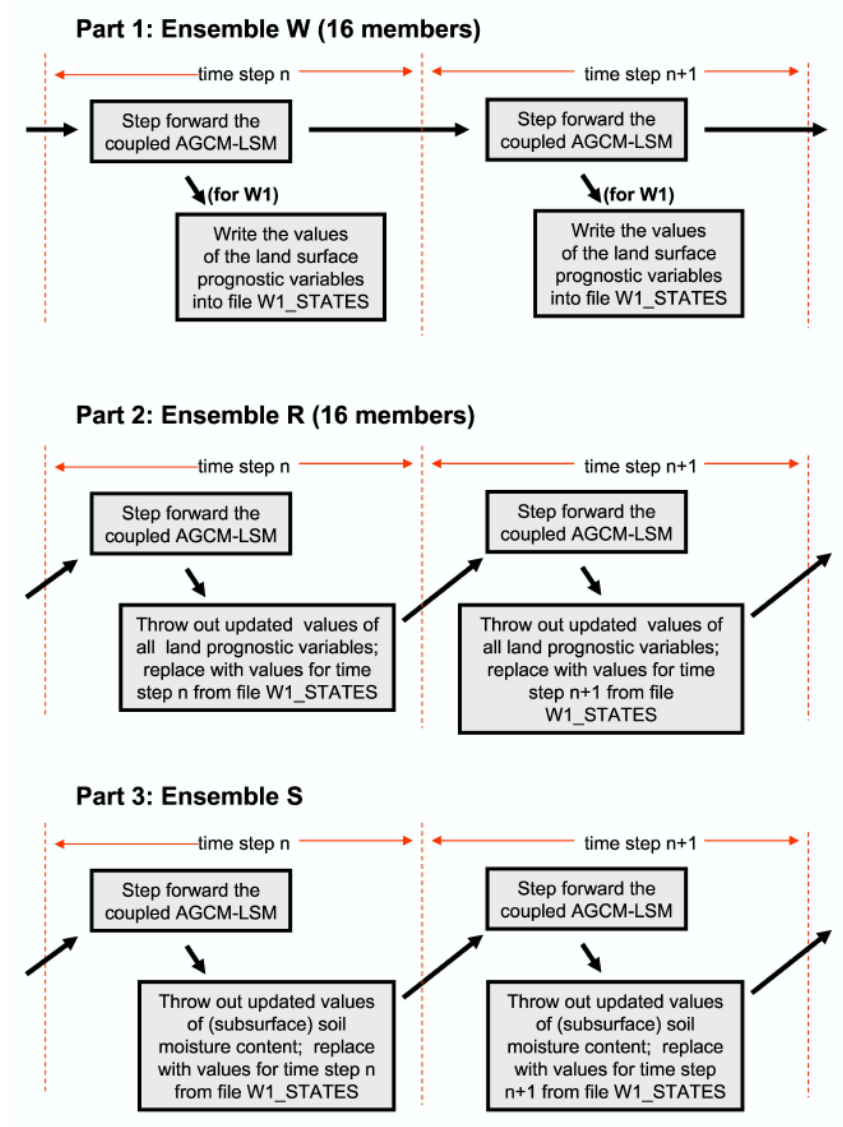 Part 1: Ensemble W (16 members)
time step n
time step n+1
Step forward the
coupled AGCM-LSM
Step forward the
coupled AGCM-LSM
(for W1)
(for W1)
Write the values
of the land surface
prognostic variables
into file W1_STATES
Write the values
of the land surface
prognostic variables
into file W1_STATES
Part 2: Ensemble R (16 members)
time step n
time step n+1
Step forward the
coupled AGCM-LSM
Step forward the
coupled AGCM-LSM
Throw out updated values of
all land prognostic variables;
replace with values for time
step n from file W1_STATES
Throw out updated values of
all land prognostic variables;
replace with values for time
step n+1 from file
W1_STATES
Part 3: Ensemble S
time step n
time step n+1
Step forward the
coupled AGCM-LSM
Step forward the
coupled AGCM-LSM
Throw out updated values
of (subsurface) soil
moisture content; replace
with values for time step n
from file W1_STATES
Throw out updated values
of (subsurface) soil
moisture content; replace
with values for time step
n+1 from file W1_STATES